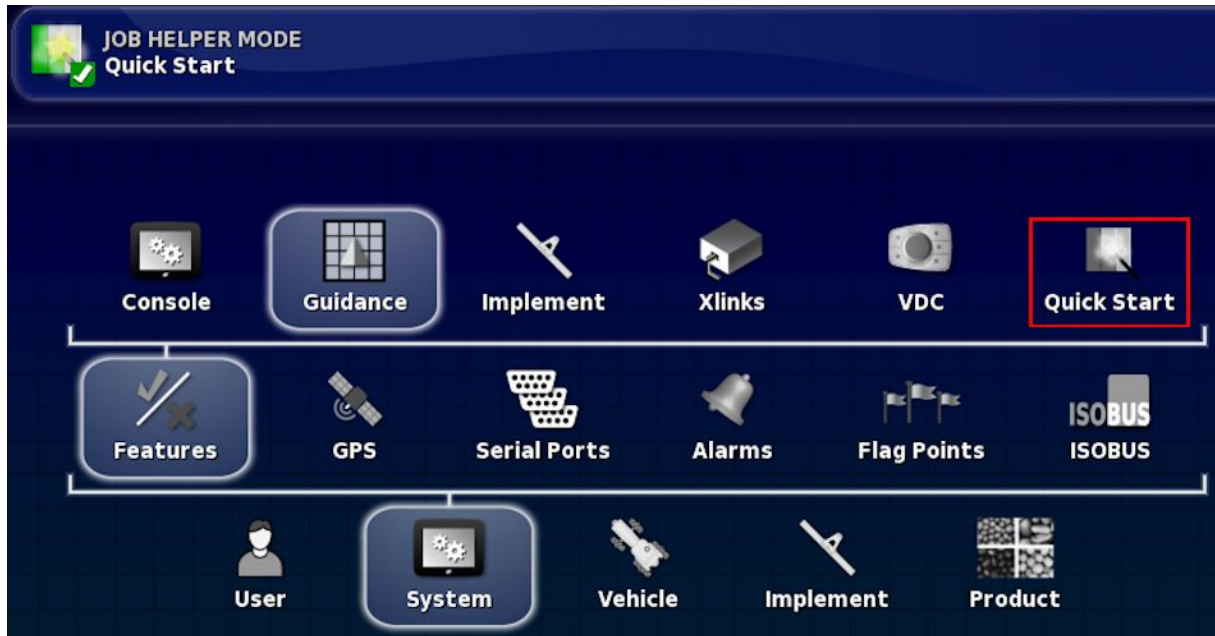 JOB HELPER MODE
Quick Start
Console
Guidance
Implement
Xlinks
VDC
Quick Start
Features
GPS
Serial Ports
Alarms
Flag Points
ISOBUS
ISOBUS
User
System
Vehicle
Implement
Product